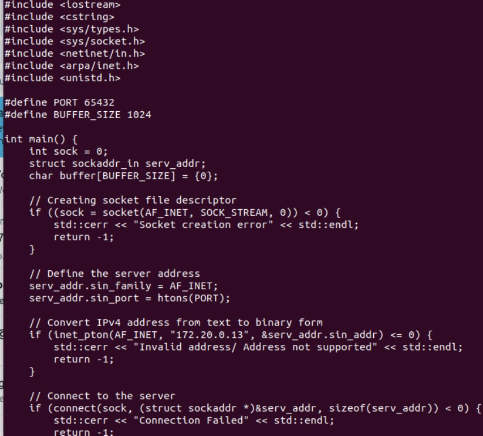 #include <iostream>
#include <cstring>
#include <sys/types.h>
#include <sys/socket.h>
#include <netinet/in.h>
#include <arpa/inet.h>
#include <unistd.h>
#define PORT 65432
#define BUFFER_SIZE 1024
int main() {
    int sock = 0;
    struct sockaddr_in serv_addr;
    char buffer[BUFFER_SIZE] = {0};
    // Creating socket file descriptor
    if ((sock = socket(AF_INET, SOCK_STREAM, 0)) < 0) {
        std::cerr << "Socket creation error" << std::endl;
        return -1;
    }
    // Define the server address
    serv_addr.sin_family = AF_INET;
    serv_addr.sin_port = htons(PORT);
    // Convert IPv4 address from text to binary form
    if (inet_pton(AF_INET, "172.20.0.13", &serv_addr.sin_addr) <= 0) {
        std::cerr << "Invalid address/ Address not supported" << std::endl;
        return -1;
    }
    // Connect to the server
    if (connect(sock, (struct sockaddr *)&serv_addr, sizeof(serv_addr)) < 0) {
        std::cerr << "Connection Failed" << std::endl;
        return -1;